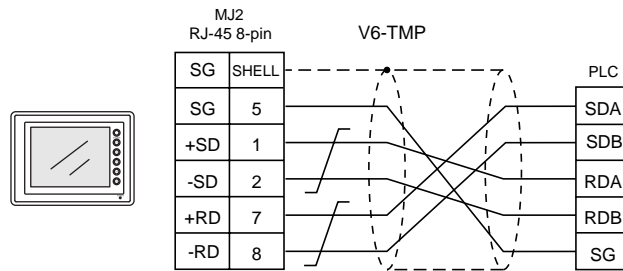 MJ2
RJ-45 8-pin
V6-TMP
PLC
SG SHELL
SG 5
+SD 1
-SD 2
+RD 7
-RD 8
SDA
SDB
RDA
RDB
SG